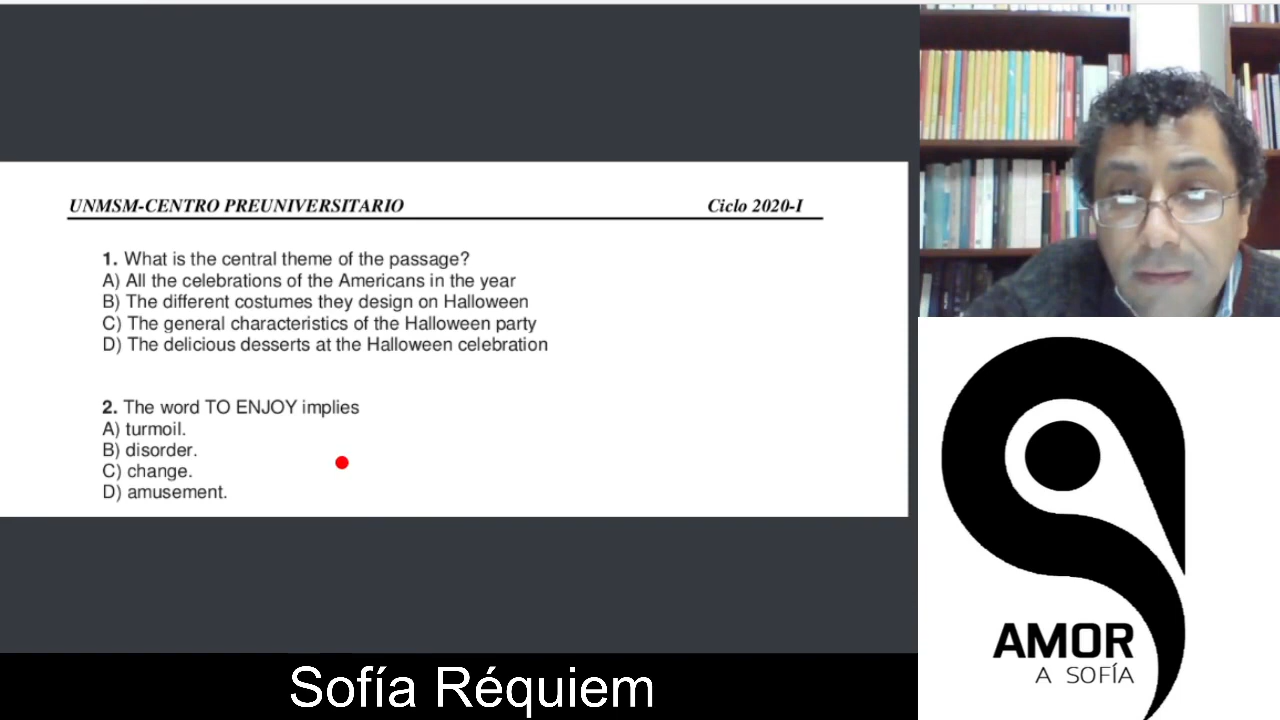 UNMSM-CENTRO PREUNIVERSITARIO Ciclo 2020-I
1. What is the central theme of the passage?
A) All the celebrations of the Americans in the year
B) The different costumes they design on Halloween
C) The general characteristics of the Halloween party
D) The delicious desserts at the Halloween celebration
2. The word TO ENJOY implies
A) turmoil.
B) disorder.
C) change.
D) amusement.
AMOR
A SOFÍA
Sofía Réquiem